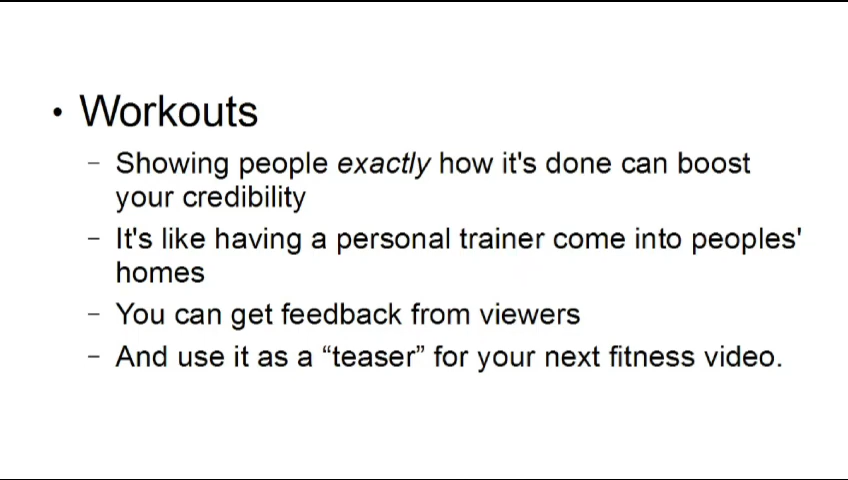 • Workouts
– Showing people exactly how it's done can boost
your credibility
– It's like having a personal trainer come into peoples'
homes
– You can get feedback from viewers
– And use it as a “teaser” for your next fitness video.